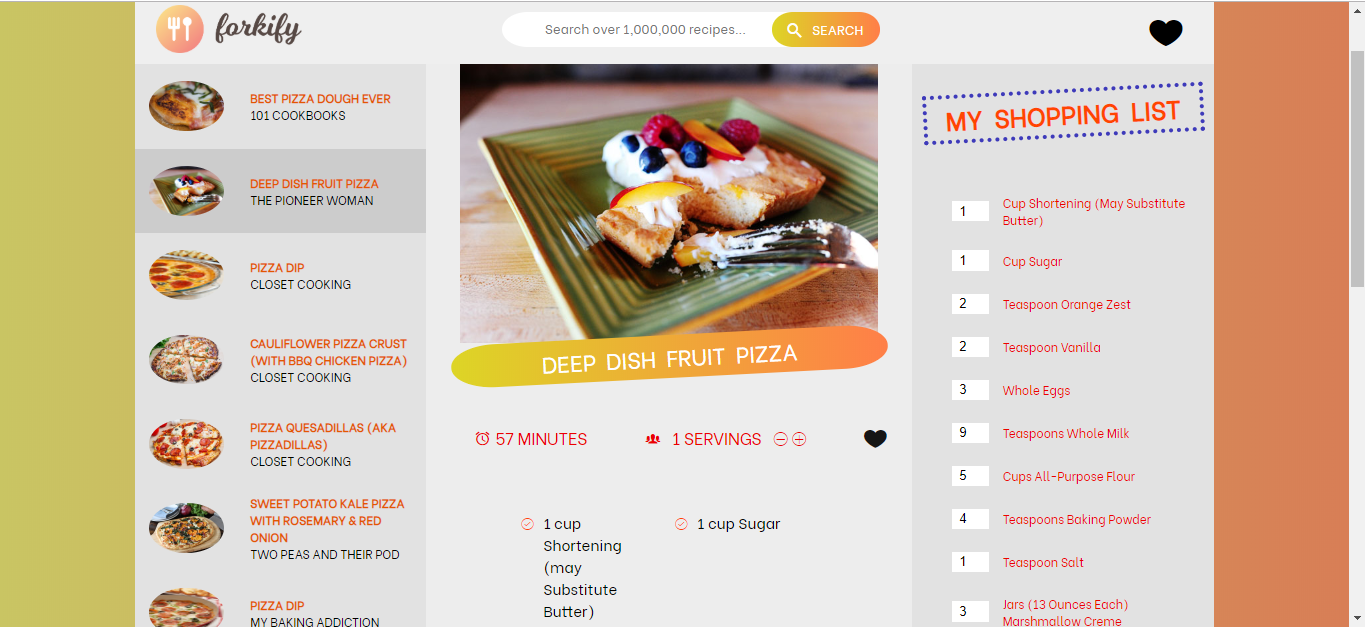 forkify
Search over 1,000,000 recipes...
SEARCH
BEST PIZZA DOUGH EVER
101 COOKBOOKS
DEEP DISH FRUIT PIZZA
THE PIONEER WOMAN
PIZZA DIP
CLOSET COOKING
CAULIFLOWER PIZZA CRUST
(WITH BBQ CHICKEN PIZZA)
CLOSET COOKING
PIZZA QUESADILLAS (AKA
PIZZADILLAS)
CLOSET COOKING
SWEET POTATO KALE PIZZA
WITH ROSEMARY & RED
ONION
TWO PEAS AND THEIR POD
PIZZA DIP
MY BAKING ADDICTION
DEEP DISH FRUIT PIZZA
57 MINUTES
1 SERVINGS
1 cup
Shortening
(may
Substitute
Butter)
1 cup Sugar
MY SHOPPING LIST
1 Cup Shortening (May Substitute
Butter)
1 Cup Sugar
2 Teaspoon Orange Zest
2 Teaspoon Vanilla
3 Whole Eggs
9 Teaspoons Whole Milk
5 Cups All-Purpose Flour
4 Teaspoons Baking Powder
1 Teaspoon Salt
3 Jars (13 Ounces Each)
Marshmallow Creme